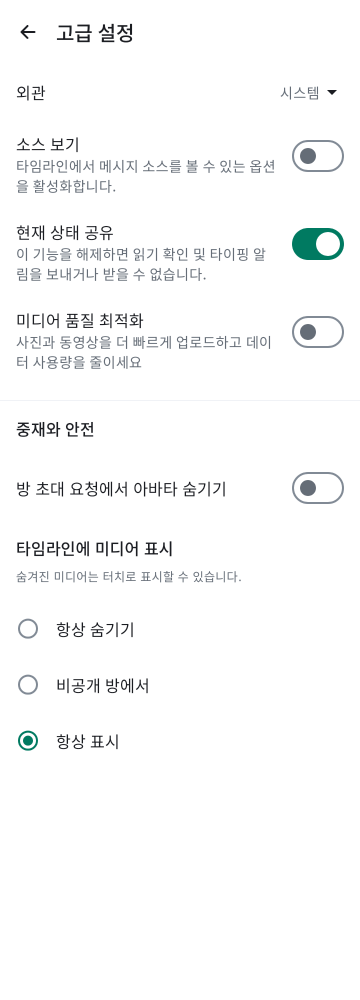 고급 설정
외관
시스템
소스 보기
타임라인에서 메시지 소스를 볼 수 있는 옵션
을 활성화합니다.
현재 상태 공유
이 기능을 해제하면 읽기 확인 및 타이핑 알
림을 보내거나 받을 수 없습니다.
미디어 품질 최적화
사진과 동영상을 더 빠르게 업로드하고 데이
터 사용량을 줄이세요
중재와 안전
방 초대 요청에서 아바타 숨기기
타임라인에 미디어 표시
숨겨진 미디어는 터치로 표시할 수 있습니다.
항상 숨기기
비공개 방에서
항상 표시